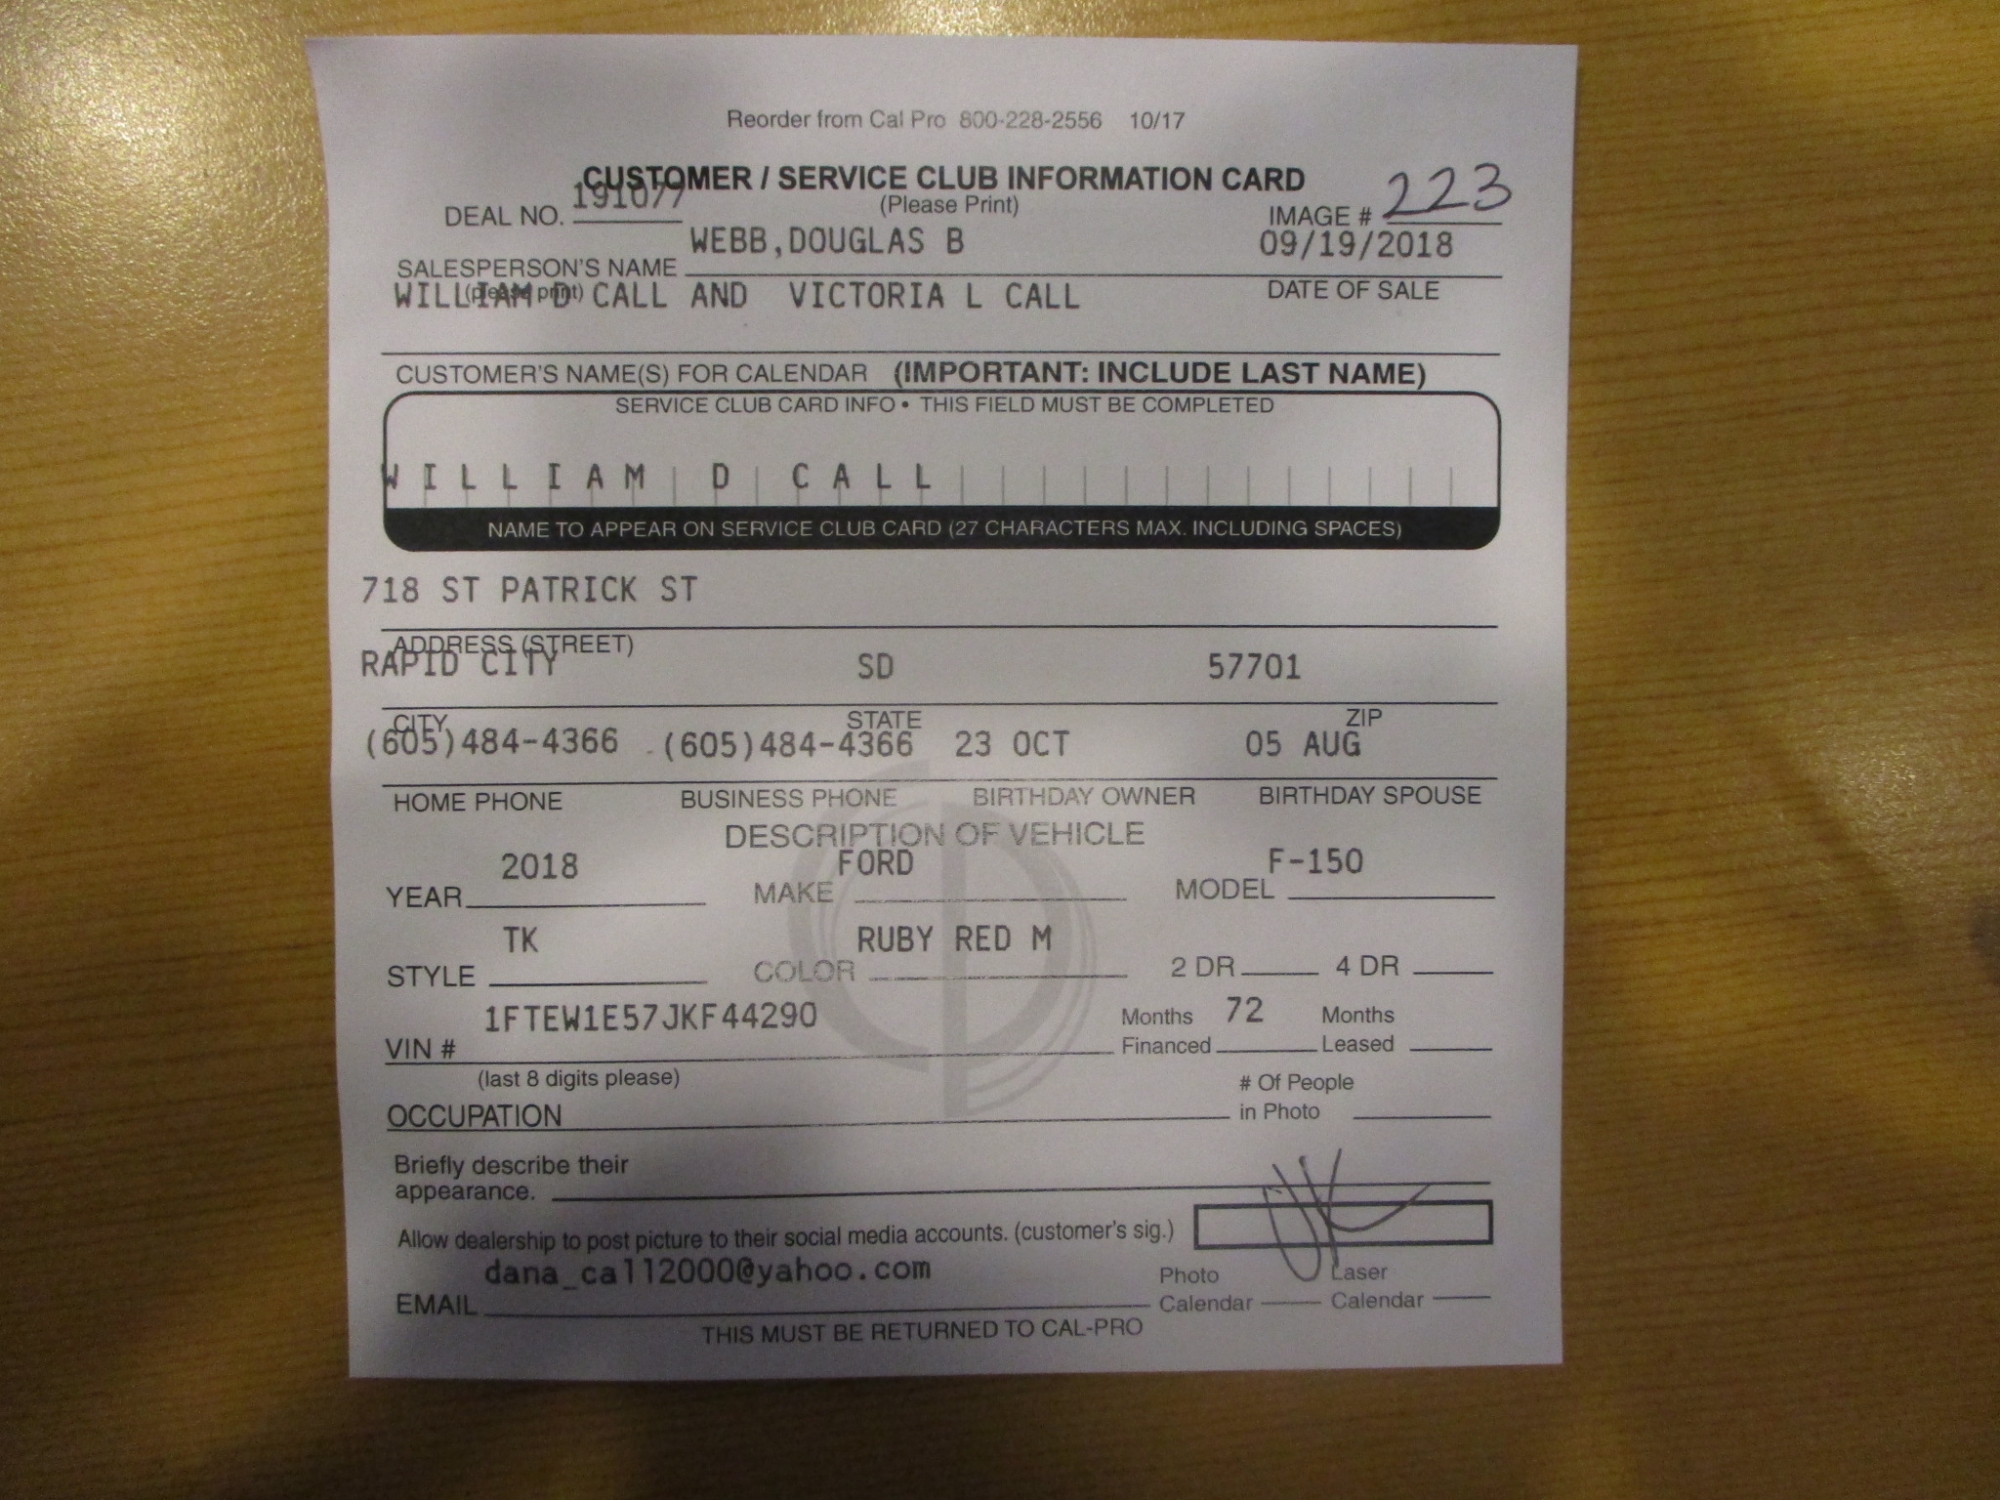 Reorder from Cal Pro 800-228-2556 10/17
CUSTOMER / SERVICE CLUB INFORMATION CARD
(Please Print)
DEAL NO. 191077
IMAGE # 223
SALESPERSON'S NAME WEBB,DOUGLAS B 09/19/2018
(please print) DATE OF SALE
WILLIAM D CALL AND VICTORIA L CALL
CUSTOMER'S NAME(S) FOR CALENDAR (IMPORTANT: INCLUDE LAST NAME)
SERVICE CLUB CARD INFO • THIS FIELD MUST BE COMPLETED
WILLIAM D CALL
NAME TO APPEAR ON SERVICE CLUB CARD (27 CHARACTERS MAX. INCLUDING SPACES)
718 ST PATRICK ST
ADDRESS (STREET)
RAPID CITY SD 57701
CITY STATE ZIP
(605)484-4366 (605)484-4366 23 OCT 05 AUG
HOME PHONE BUSINESS PHONE BIRTHDAY OWNER BIRTHDAY SPOUSE
DESCRIPTION OF VEHICLE
YEAR 2018 MAKE FORD MODEL F-150
STYLE TK COLOR RUBY RED M 2 DR 4 DR
VIN # 1FTEW1E57JKF44290 Months Financed 72 Months Leased
(last 8 digits please) # Of People
OCCUPATION in Photo
Briefly describe their
appearance.
Allow dealership to post picture to their social media accounts. (customer's sig.)
EMAIL dana_call2000@yahoo.com Photo Calendar Laser Calendar
THIS MUST BE RETURNED TO CAL-PRO